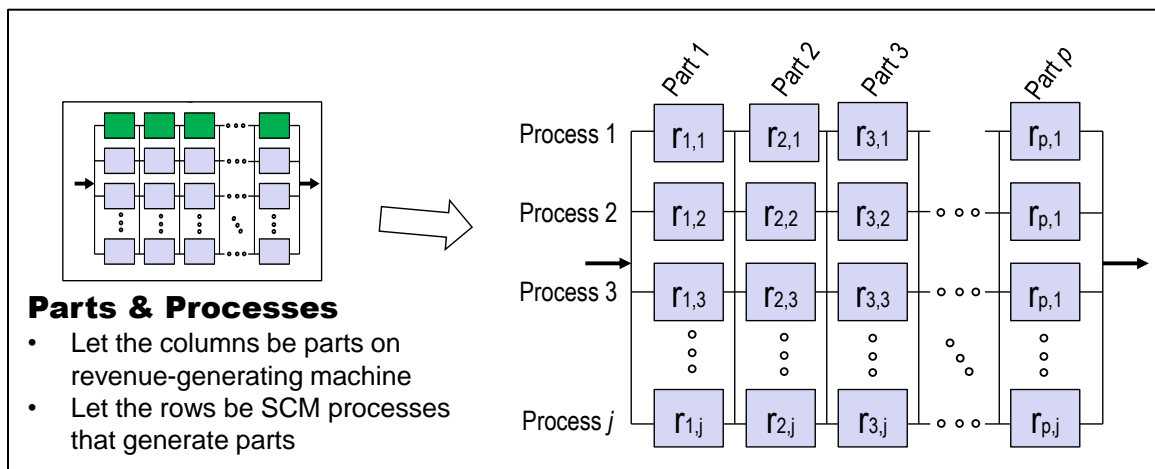 Part 1 Part 2 Part 3 Part p
Process 1 r1,1 r2,1 r3,1 rp,1
Process 2 r1,2 r2,2 r3,2 rp,1
Process 3 r1,3 r2,3 r3,3 rp,1
Process j r1,j r2,j r3,j rp,j
Parts & Processes
• Let the columns be parts on
revenue-generating machine
• Let the rows be SCM processes
that generate parts